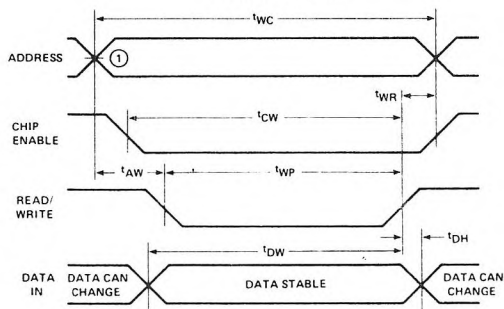 tWC
ADDRESS
1
tWR
CHIP
ENABLE
tCW
tAW
tWP
READ/
WRITE
tDH
tDW
DATA
IN
DATA CAN
CHANGE
DATA STABLE
DATA CAN
CHANGE